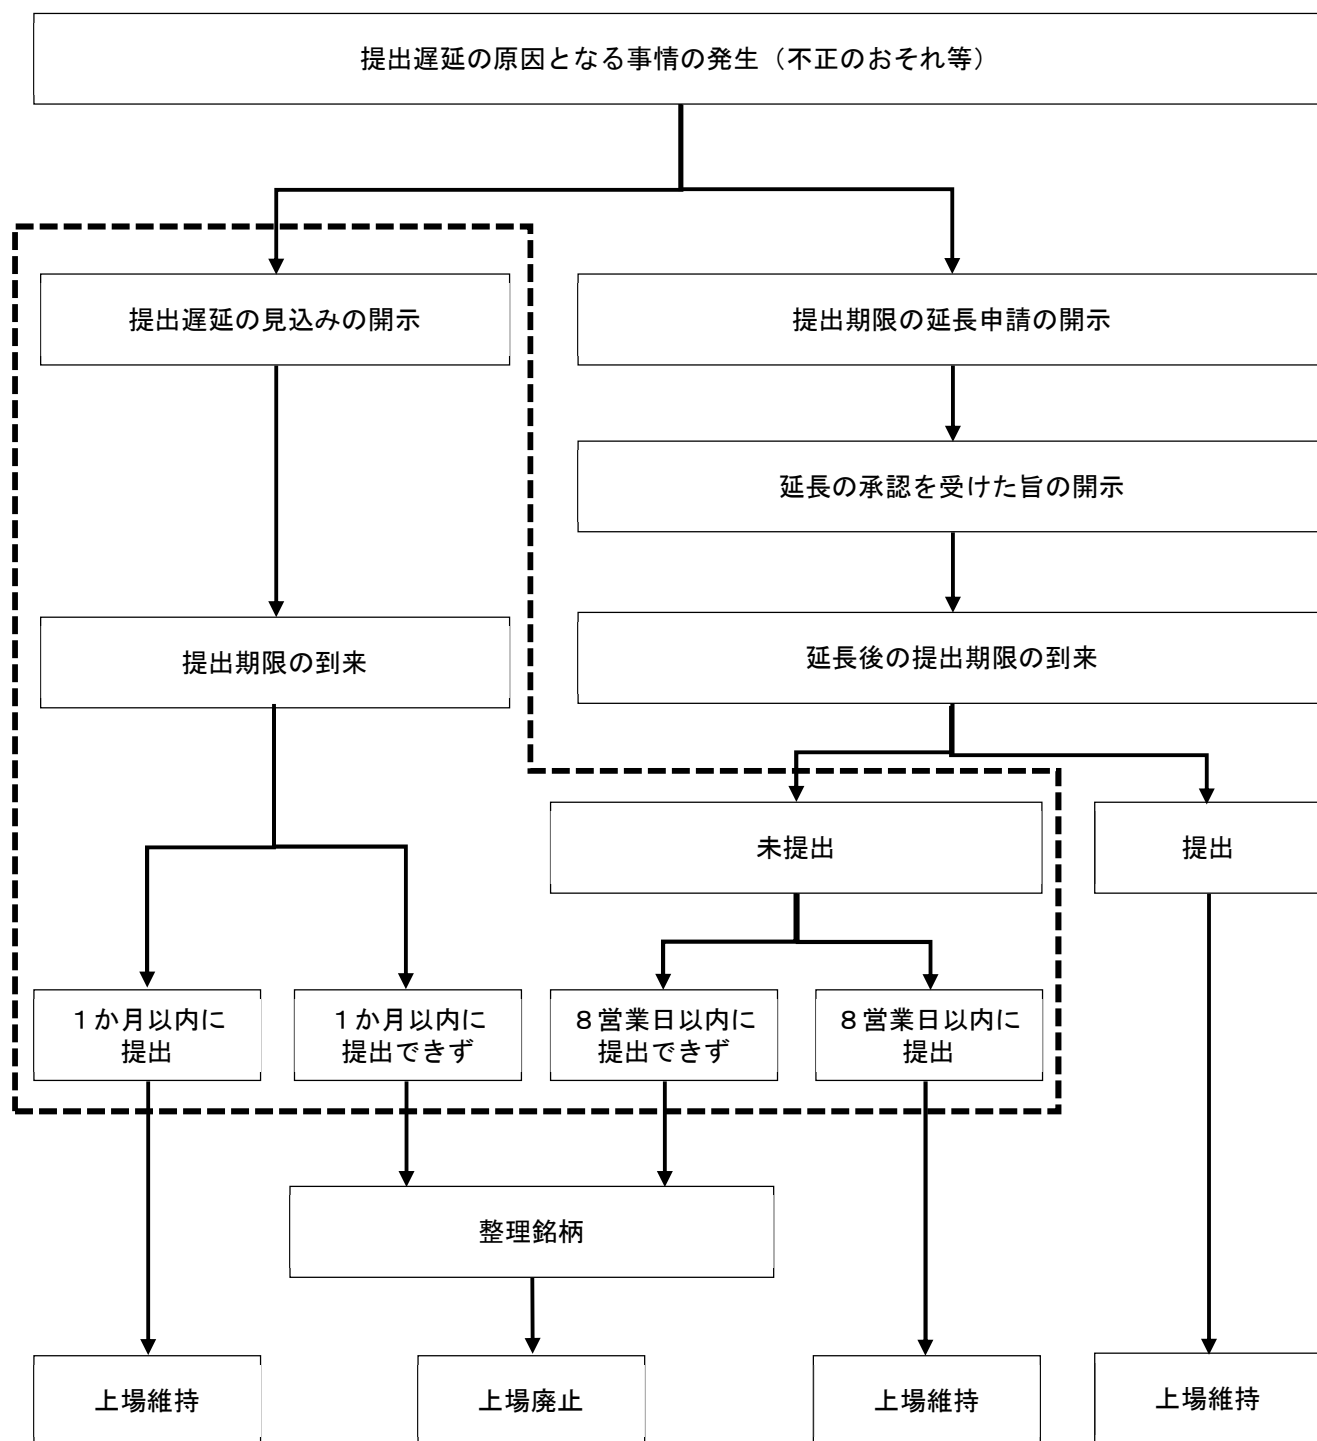 提出遅延の原因となる事情の発生（不正のおそれ等）
提出遅延の見込みの開示
提出期限の延長申請の開示
延長の承認を受けた旨の開示
提出期限の到来
延長後の提出期限の到来
未提出
提出
１か月以内に
提出
１か月以内に
提出できず
８営業日以内に
提出できず
８営業日以内に
提出
整理銘柄
上場維持
上場廃止
上場維持
上場維持